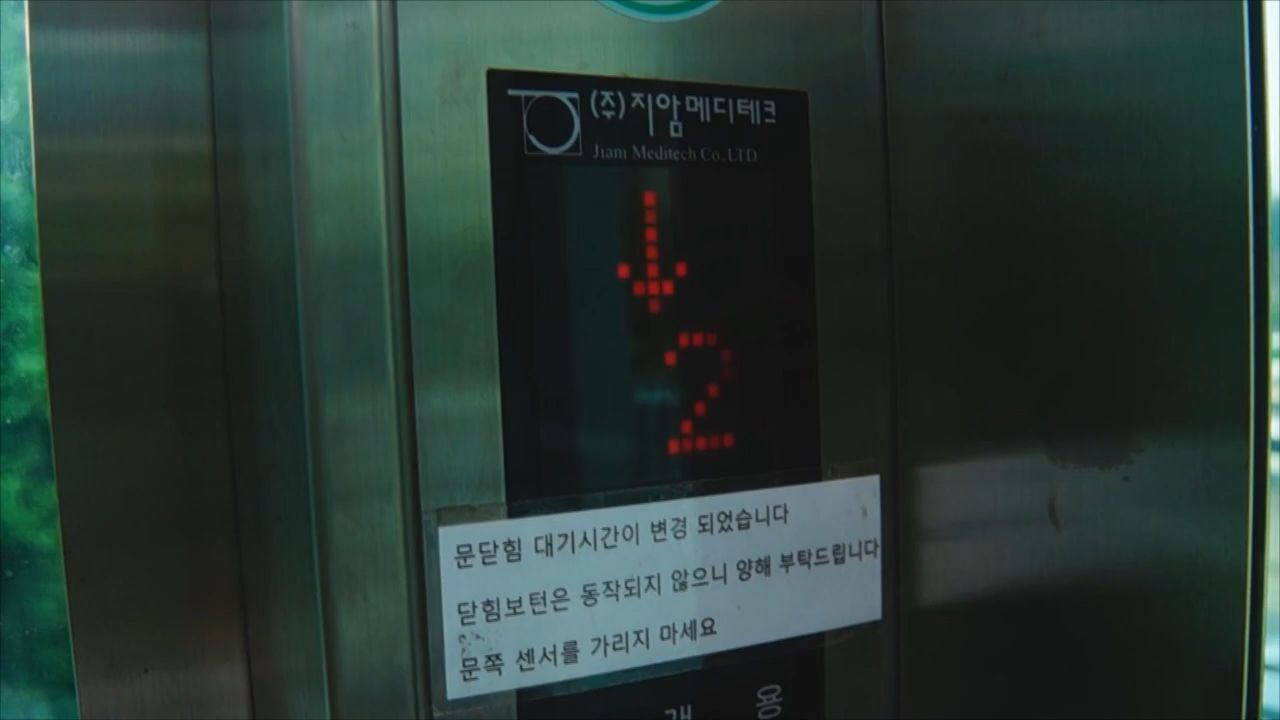 (주)지암메디테크
Jiam Meditech Co.,LTD
↓
2
문닫힘 대기시간이 변경 되었습니다
닫힘보턴은 동작되지 않으니 양해 부탁드립니다
문쪽 센서를 가리지 마세요
용